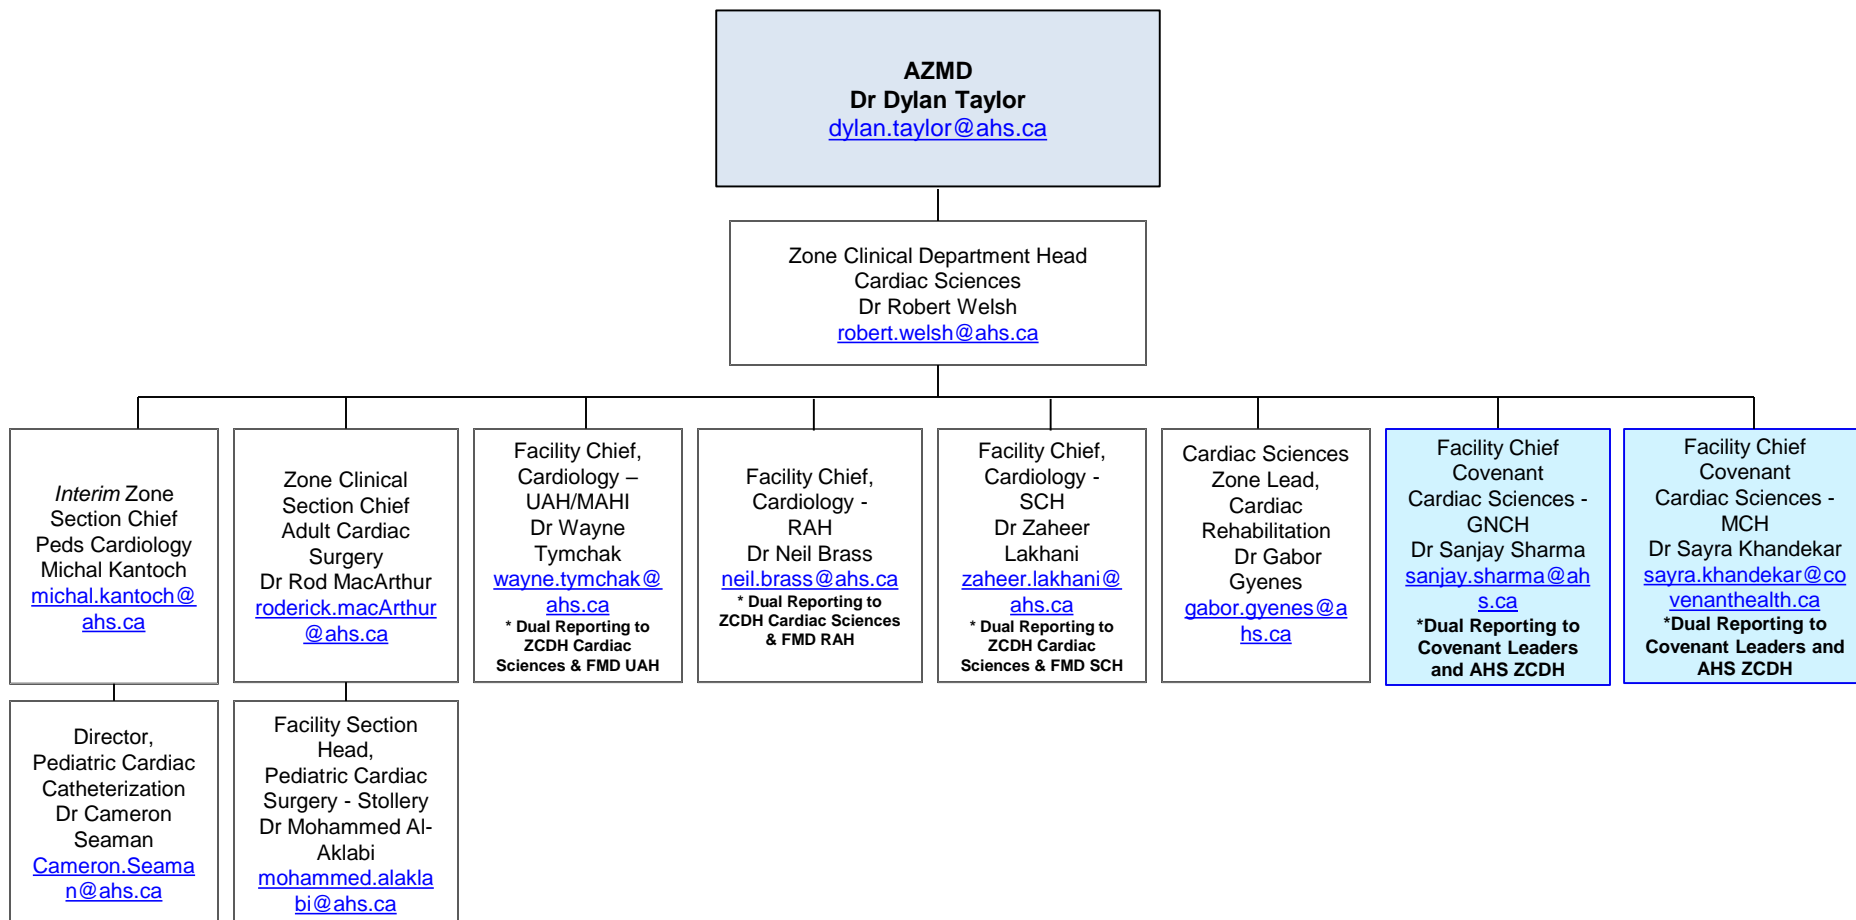 AZMD
Dr Dylan Taylor
dylan.taylor@ahs.ca
Zone Clinical Department Head
Cardiac Sciences
Dr Robert Welsh
robert.welsh@ahs.ca
Interim Zone
Section Chief
Peds Cardiology
Michal Kantoch
michal.kantoch@
ahs.ca
Zone Clinical
Section Chief
Adult Cardiac
Surgery
Dr Rod MacArthur
roderick.macArthur
@ahs.ca
Facility Chief,
Cardiology –
UAH/MAHI
Dr Wayne
Tymchak
wayne.tymchak@
ahs.ca
* Dual Reporting to
ZCDH Cardiac
Sciences & FMD UAH
Facility Chief,
Cardiology -
RAH
Dr Neil Brass
neil.brass@ahs.ca
* Dual Reporting to
ZCDH Cardiac Sciences
& FMD RAH
Facility Chief,
Cardiology -
SCH
Dr Zaheer
Lakhani
zaheer.lakhani@
ahs.ca
* Dual Reporting to
ZCDH Cardiac
Sciences & FMD SCH
Cardiac Sciences
Zone Lead,
Cardiac
Rehabilitation
Dr Gabor
Gyenes
gabor.gyenes@a
hs.ca
Facility Chief
Covenant
Cardiac Sciences -
GNCH
Dr Sanjay Sharma
sanjay.sharma@ah
s.ca
*Dual Reporting to
Covenant Leaders
and AHS ZCDH
Facility Chief
Covenant
Cardiac Sciences -
MCH
Dr Sayra Khandekar
sayra.khandekar@co
venanthealth.ca
*Dual Reporting to
Covenant Leaders and
AHS ZCDH
Director,
Pediatric Cardiac
Catheterization
Dr Cameron
Seaman
Cameron.Seama
n@ahs.ca
Facility Section
Head,
Pediatric Cardiac
Surgery - Stollery
Dr Mohammed Al-
Aklabi
mohammed.alakla
bi@ahs.ca